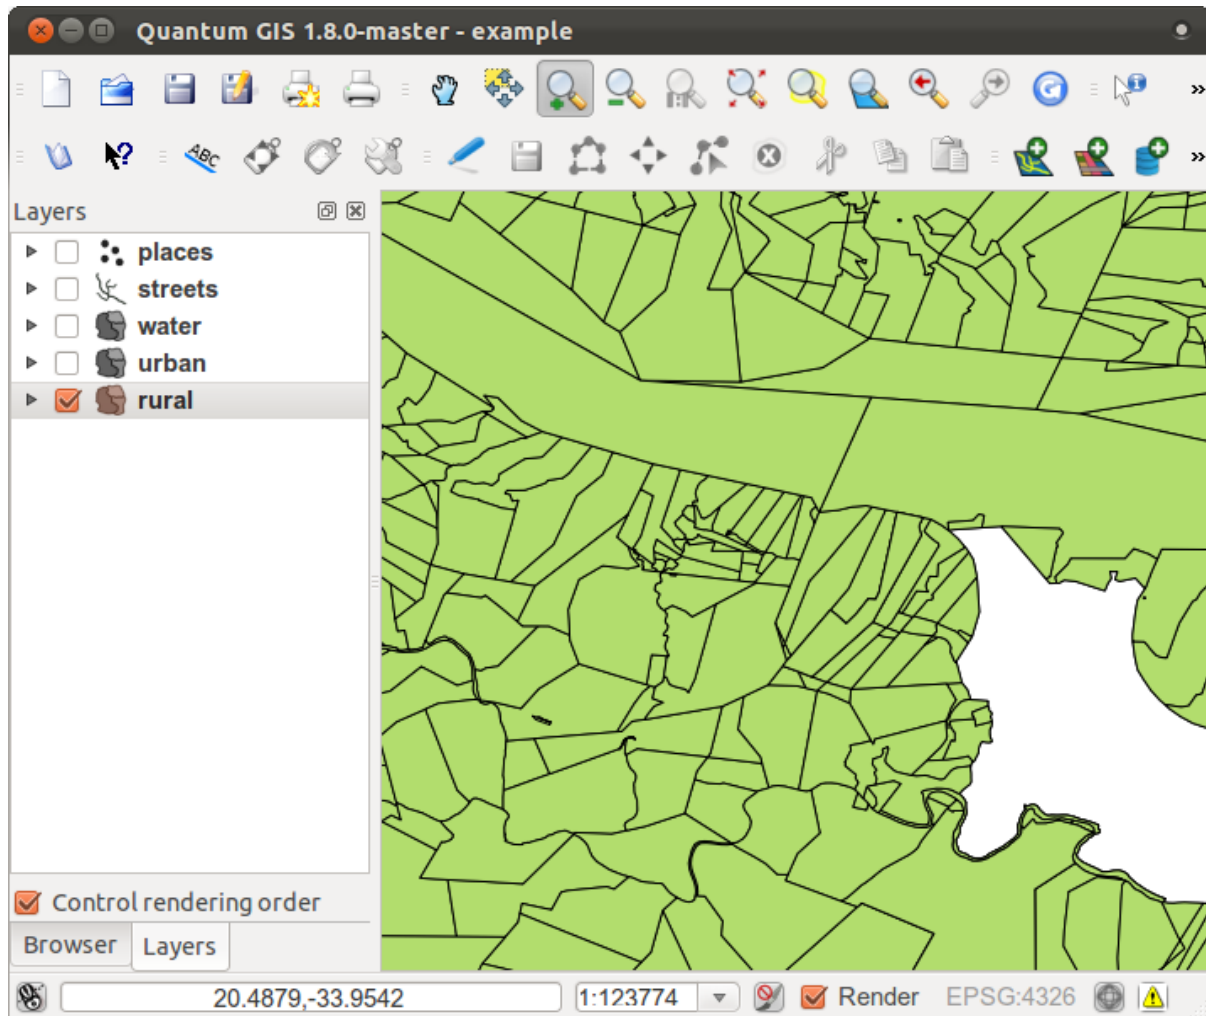 Quantum GIS 1.8.0-master - example
ABC
Layers
places
streets
water
urban
rural
Control rendering order
Browser Layers
20.4879,-33.9542 1:123774 Render EPSG:4326